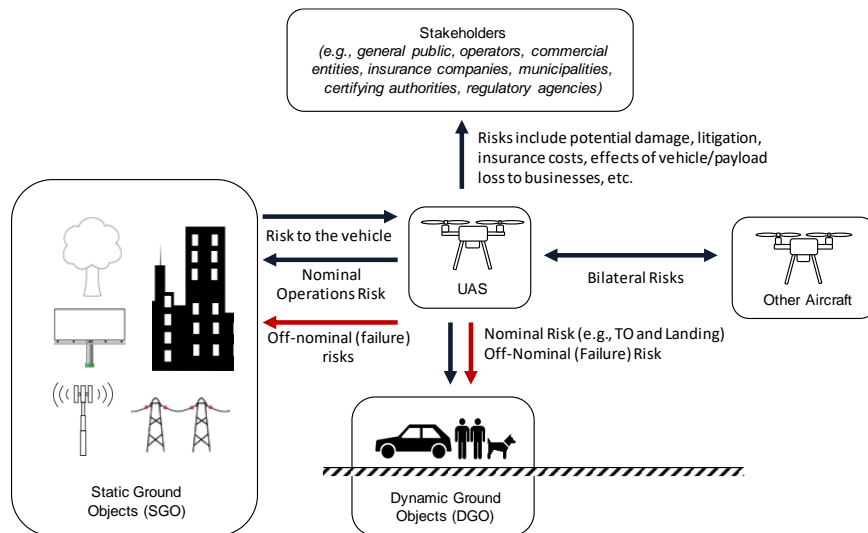 Stakeholders
(e.g., general public, operators, commercial
entities, insurance companies, municipalities,
certifying authorities, regulatory agencies)
Risks include potential damage, litigation,
insurance costs, effects of vehicle/payload
loss to businesses, etc.
Risk to the vehicle
Nominal
Operations Risk
Off-nominal (failure)
risks
UAS
Bilateral Risks
Other Aircraft
Nominal Risk (e.g., TO and Landing)
Off-Nominal (Failure) Risk
Static Ground
Objects (SGO)
Dynamic Ground
Objects (DGO)